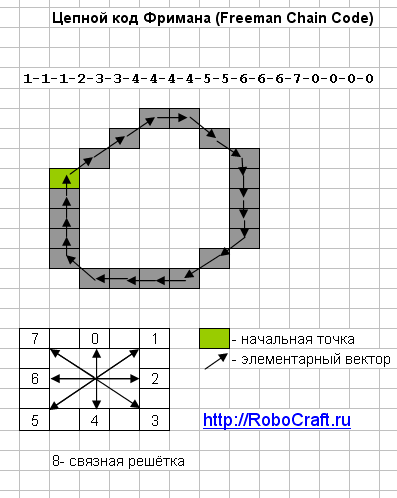 Цепной код Фримана (Freeman Chain Code)
1-1-1-2-3-3-4-4-4-4-5-5-6-6-6-7-0-0-0-0
7 0 1
- начальная точка
- элементарный вектор
6 2
5 4 3
http://RoboCraft.ru
8- связная решётка